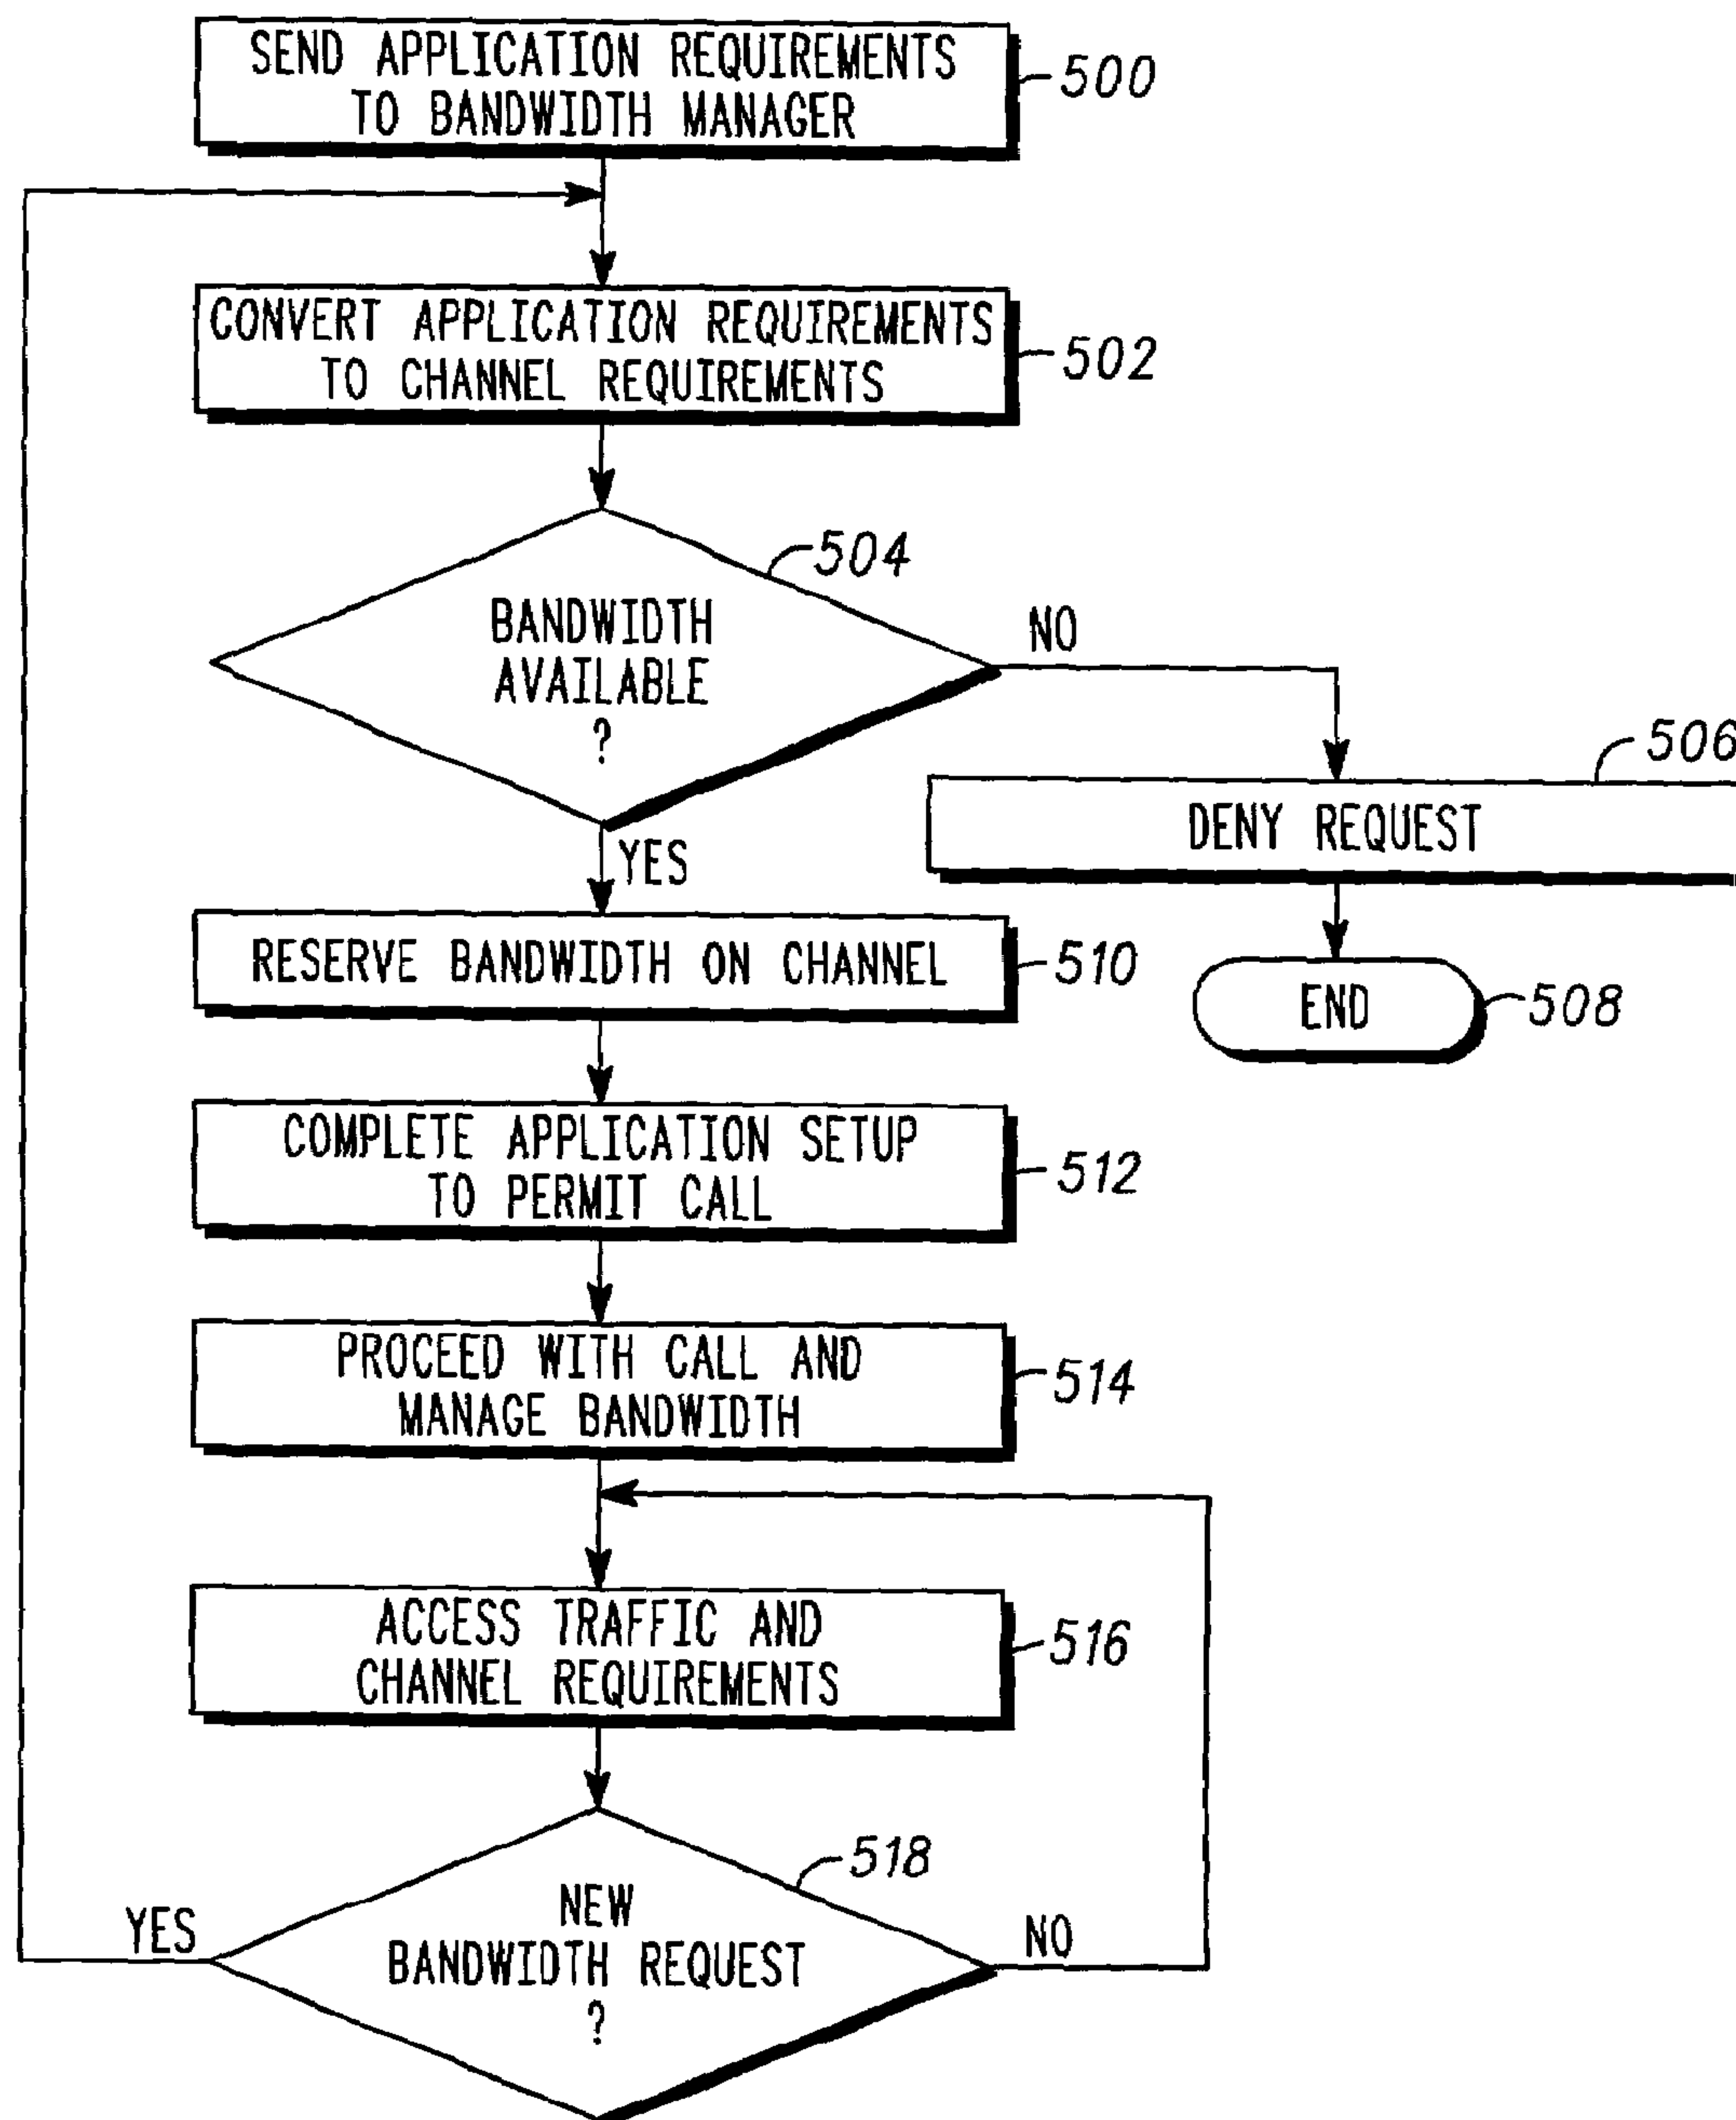 SEND APPLICATION REQUIREMENTS
TO BANDWIDTH MANAGER
500
CONVERT APPLICATION REQUIREMENTS
TO CHANNEL REQUIREMENTS
502
504
BANDWIDTH
AVAILABLE
?
NO
506
DENY REQUEST
YES
RESERVE BANDWIDTH ON CHANNEL
510
END
508
COMPLETE APPLICATION SETUP
TO PERMIT CALL
512
PROCEED WITH CALL AND
MANAGE BANDWIDTH
514
ACCESS TRAFFIC AND
CHANNEL REQUIREMENTS
516
518
NEW
BANDWIDTH REQUEST
?
YES
NO